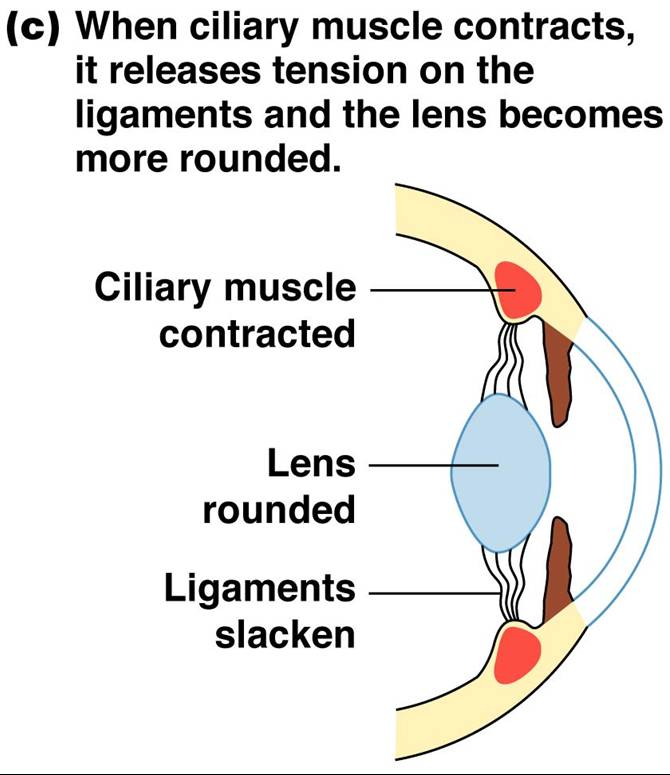 (c) When ciliary muscle contracts,
it releases tension on the
ligaments and the lens becomes
more rounded.
Ciliary muscle
contracted
Lens
rounded
Ligaments
slacken